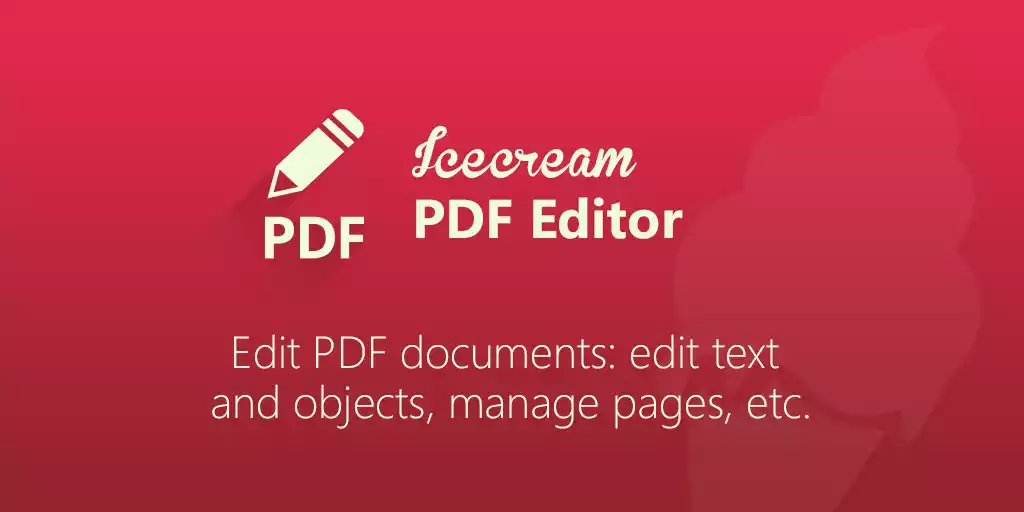 PDF
Icecream
PDF Editor
Edit PDF documents: edit text
and objects, manage pages, etc.